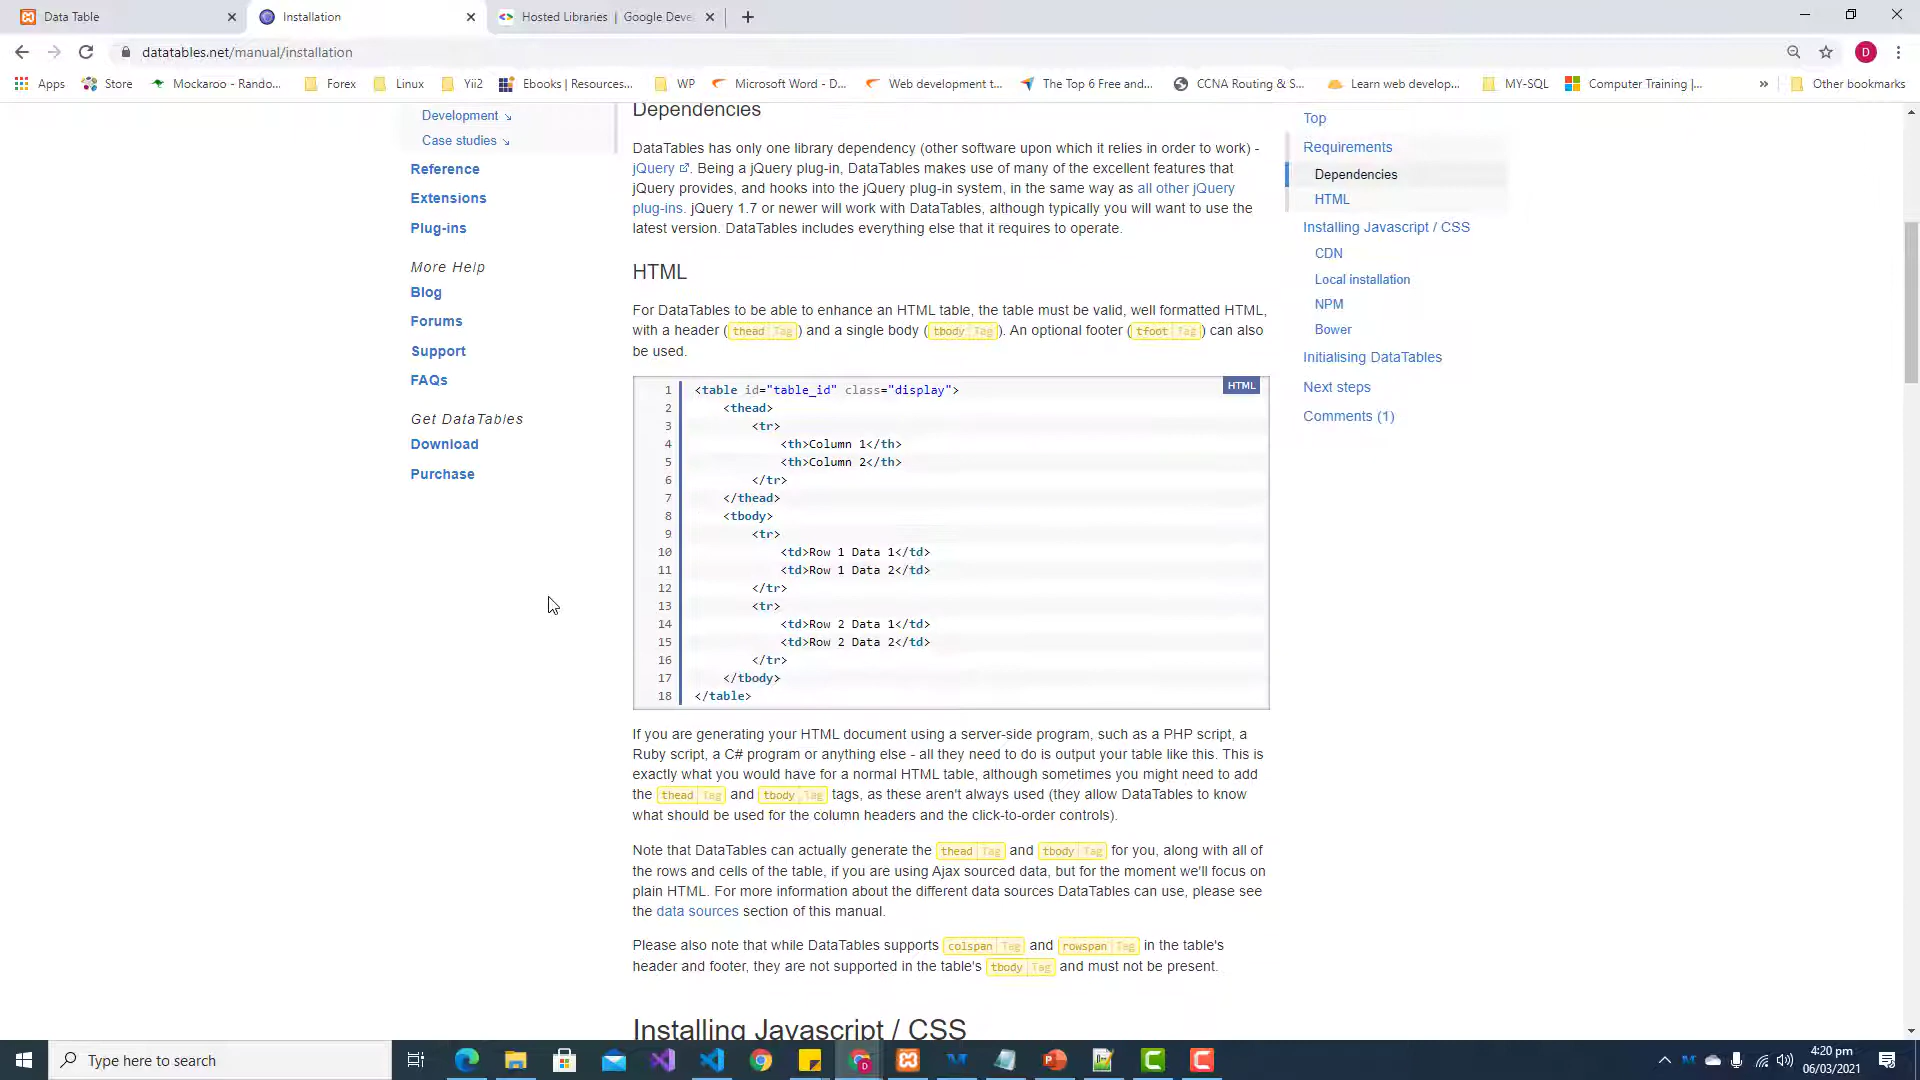 Data Table
Installation
Hosted Libraries | Google Deve
datatables.net/manual/installation
D
Apps
Store
Mockaroo - Rando...
Forex
Linux
Yii2
Ebooks | Resources...
WP
Microsoft Word - D...
Web development t...
The Top 6 Free and...
CCNA Routing & S...
Learn web develop...
MY-SQL
Computer Training |...
»
Other bookmarks
Development
Case studies
Reference
Extensions
Plug-ins
More Help
Blog
Forums
Support
FAQs
Get DataTables
Download
Purchase
Dependencies
DataTables has only one library dependency (other software upon which it relies in order to work) -
jQuery. Being a jQuery plug-in, DataTables makes use of many of the excellent features that
jQuery provides, and hooks into the jQuery plug-in system, in the same way as all other jQuery
plug-ins. jQuery 1.7 or newer will work with DataTables, although typically you will want to use the
latest version. DataTables includes everything else that it requires to operate.
HTML
For DataTables to be able to enhance an HTML table, the table must be valid, well formatted HTML,
with a header (thead Tag) and a single body (tbody Tag). An optional footer (tfoot Tag) can also
be used.
HTML
1 <table id="table_id" class="display">
2 <thead>
3 <tr>
4 <th>Column 1</th>
5 <th>Column 2</th>
6 </tr>
7 </thead>
8 <tbody>
9 <tr>
10 <td>Row 1 Data 1</td>
11 <td>Row 1 Data 2</td>
12 </tr>
13 <tr>
14 <td>Row 2 Data 1</td>
15 <td>Row 2 Data 2</td>
16 </tr>
17 </tbody>
18 </table>
If you are generating your HTML document using a server-side program, such as a PHP script, a
Ruby script, a C# program or anything else - all they need to do is output your table like this. This is
exactly what you would have for a normal HTML table, although sometimes you might need to add
the thead Tag and tbody Tag tags, as these aren't always used (they allow DataTables to know
what should be used for the column headers and the click-to-order controls).
Note that DataTables can actually generate the thead Tag and tbody Tag for you, along with all of
the rows and cells of the table, if you are using Ajax sourced data, but for the moment we'll focus on
plain HTML. For more information about the different data sources DataTables can use, please see
the data sources section of this manual.
Please also note that while DataTables supports colspan Tag and rowspan Tag in the table's
header and footer, they are not supported in the table's tbody Tag and must not be present.
Installing Javascript / CSS
Top
Requirements
Dependencies
HTML
Installing Javascript / CSS
CDN
Local installation
NPM
Bower
Initialising DataTables
Next steps
Comments (1)
Type here to search
4:20 pm
06/03/2021